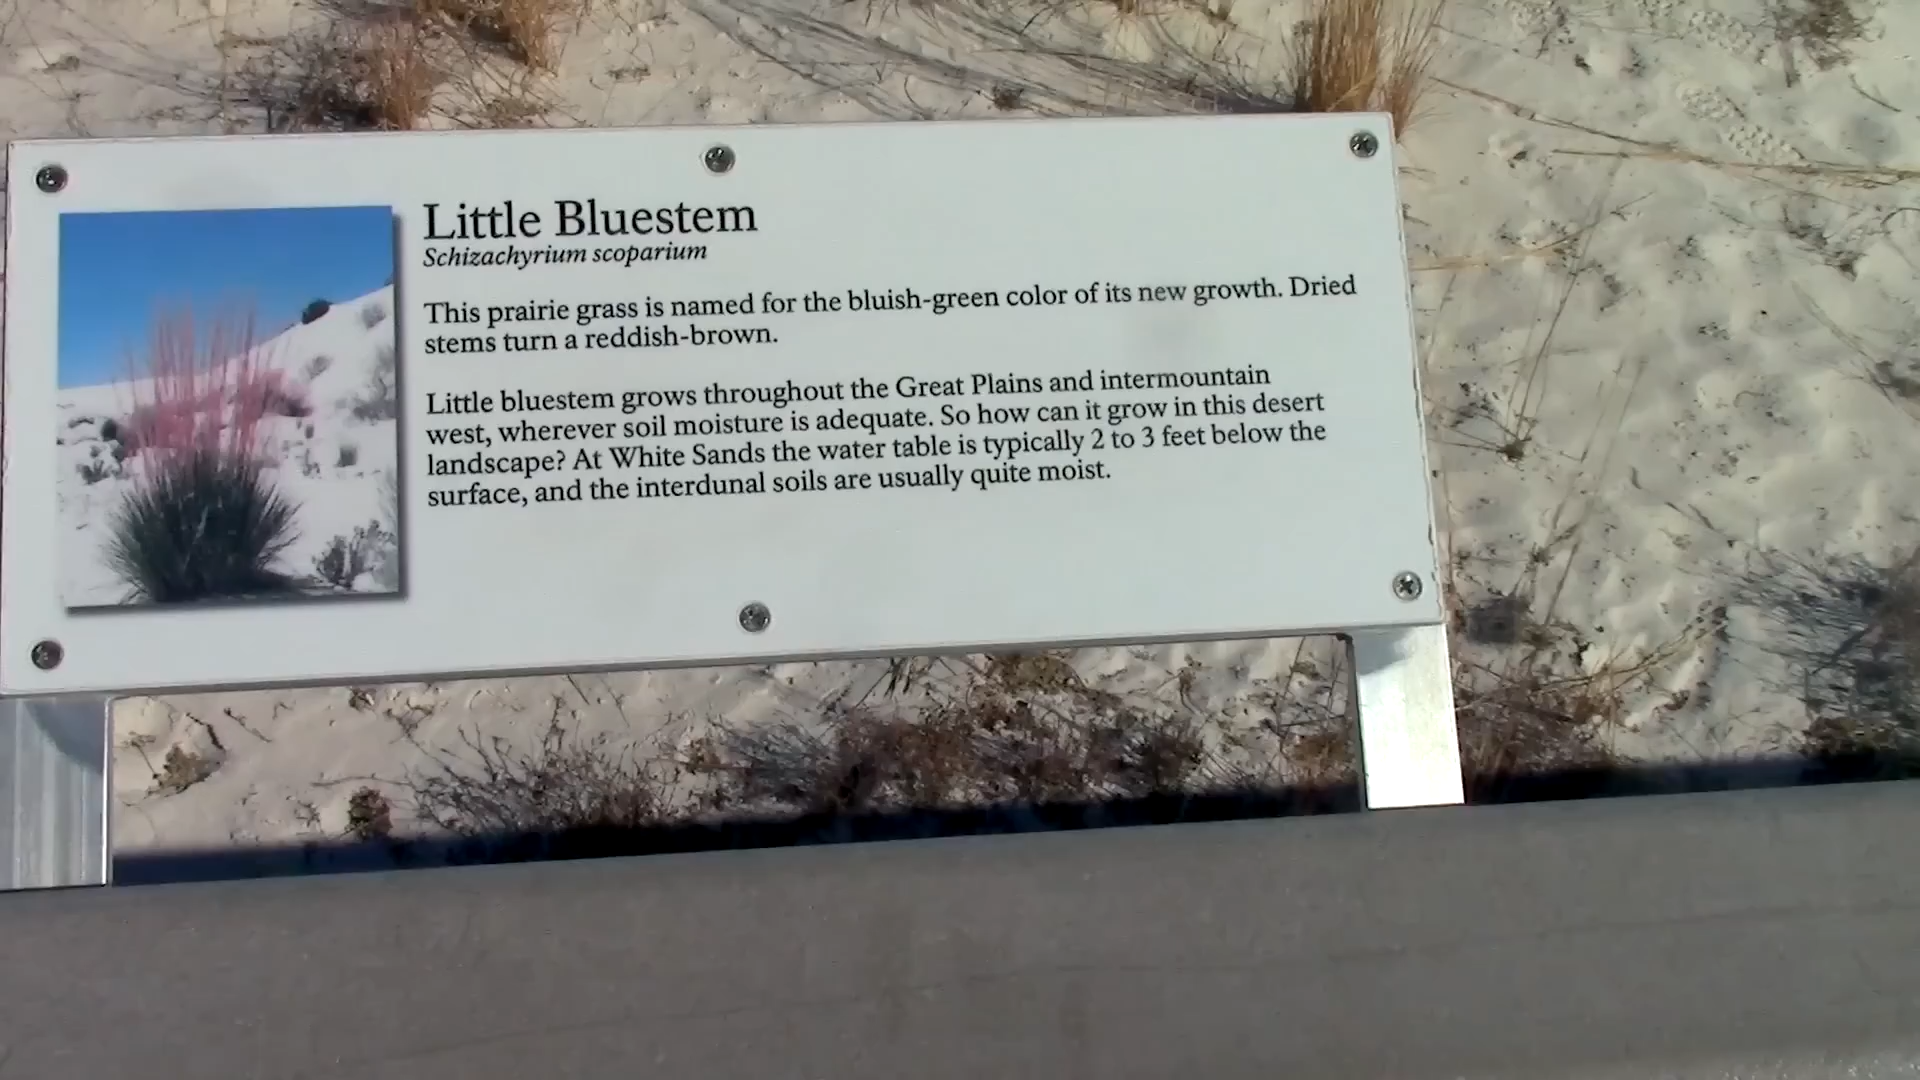 Little Bluestem
Schizachyrium scoparium
This prairie grass is named for the bluish-green color of its new growth. Dried
stems turn a reddish-brown.
Little bluestem grows throughout the Great Plains and intermountain
west, wherever soil moisture is adequate. So how can it grow in this desert
landscape? At White Sands the water table is typically 2 to 3 feet below the
surface, and the interdunal soils are usually quite moist.